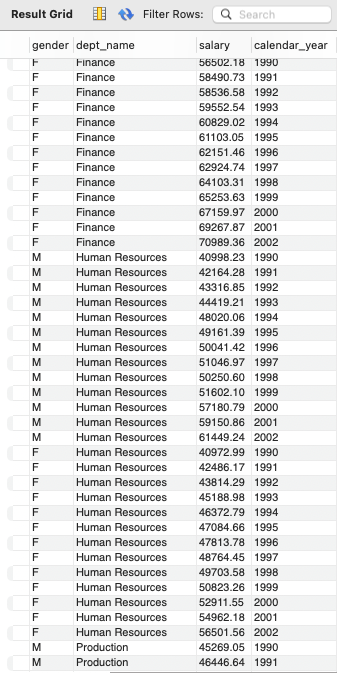 Result Grid Filter Rows: Search
gender dept_name salary calendar_year
F Finance 56502.18 1990
F Finance 58490.73 1991
F Finance 58536.58 1992
F Finance 59552.54 1993
F Finance 60829.02 1994
F Finance 61103.05 1995
F Finance 62151.46 1996
F Finance 62924.74 1997
F Finance 64103.31 1998
F Finance 65253.63 1999
F Finance 67159.97 2000
F Finance 69267.87 2001
F Finance 70989.36 2002
M Human Resources 40998.23 1990
M Human Resources 42164.28 1991
M Human Resources 43316.85 1992
M Human Resources 44419.21 1993
M Human Resources 48020.06 1994
M Human Resources 49161.39 1995
M Human Resources 50041.42 1996
M Human Resources 51046.97 1997
M Human Resources 50250.60 1998
M Human Resources 51602.10 1999
M Human Resources 57180.79 2000
M Human Resources 59150.86 2001
M Human Resources 61449.24 2002
F Human Resources 40972.99 1990
F Human Resources 42486.17 1991
F Human Resources 43814.29 1992
F Human Resources 45188.98 1993
F Human Resources 46372.79 1994
F Human Resources 47084.66 1995
F Human Resources 47813.78 1996
F Human Resources 48764.45 1997
F Human Resources 49703.58 1998
F Human Resources 50823.26 1999
F Human Resources 52911.55 2000
F Human Resources 54962.18 2001
F Human Resources 56501.56 2002
M Production 45269.05 1990
M Production 46446.64 1991